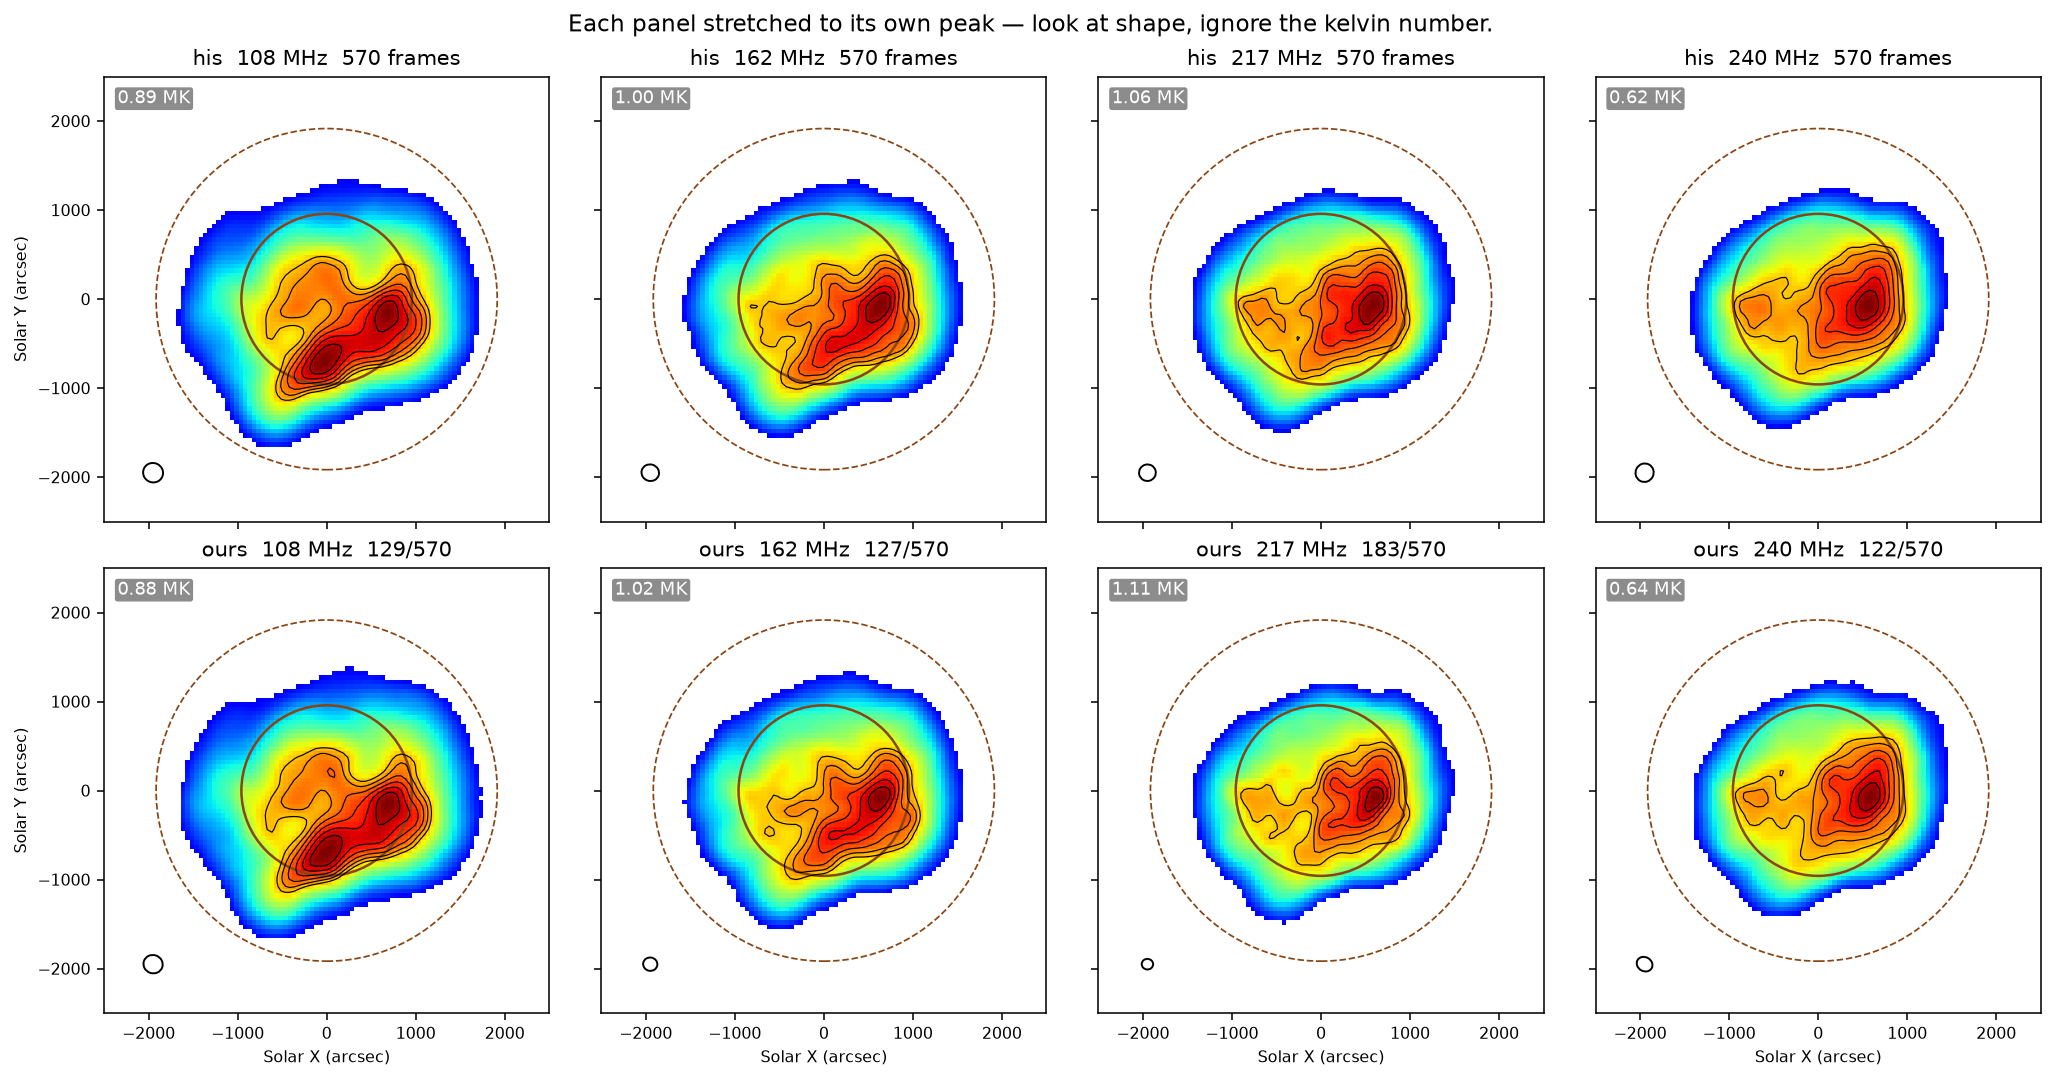 Each panel stretched to its own peak — look at shape, ignore the kelvin number.
his  108 MHz  570 frames
his  162 MHz  570 frames
his  217 MHz  570 frames
his  240 MHz  570 frames
0.89 MK
1.00 MK
1.06 MK
0.62 MK
2000
1000
0
−1000
−2000
Solar Y (arcsec)
ours  108 MHz  129/570
ours  162 MHz  127/570
ours  217 MHz  183/570
ours  240 MHz  122/570
0.88 MK
1.02 MK
1.11 MK
0.64 MK
2000
1000
0
−1000
−2000
Solar Y (arcsec)
−2000 −1000 0 1000 2000
−2000 −1000 0 1000 2000
−2000 −1000 0 1000 2000
−2000 −1000 0 1000 2000
Solar X (arcsec)
Solar X (arcsec)
Solar X (arcsec)
Solar X (arcsec)